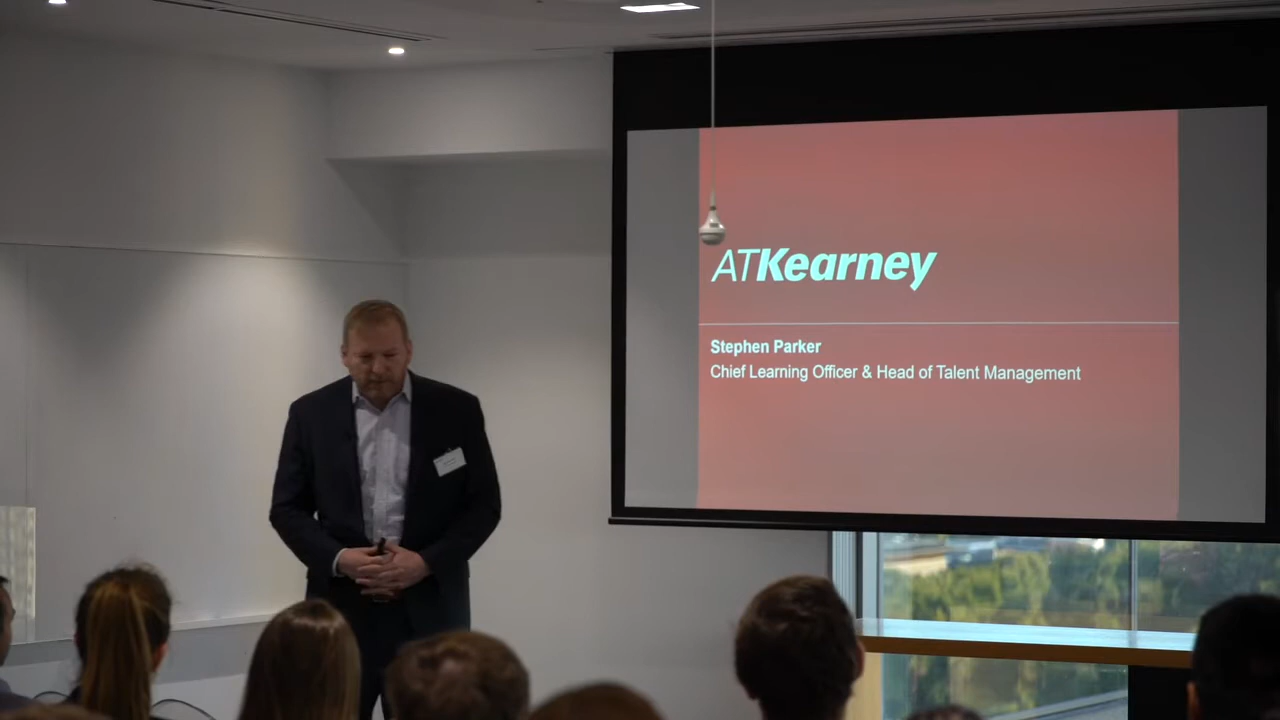 ATKearney
Stephen Parker
Chief Learning Officer & Head of Talent Management